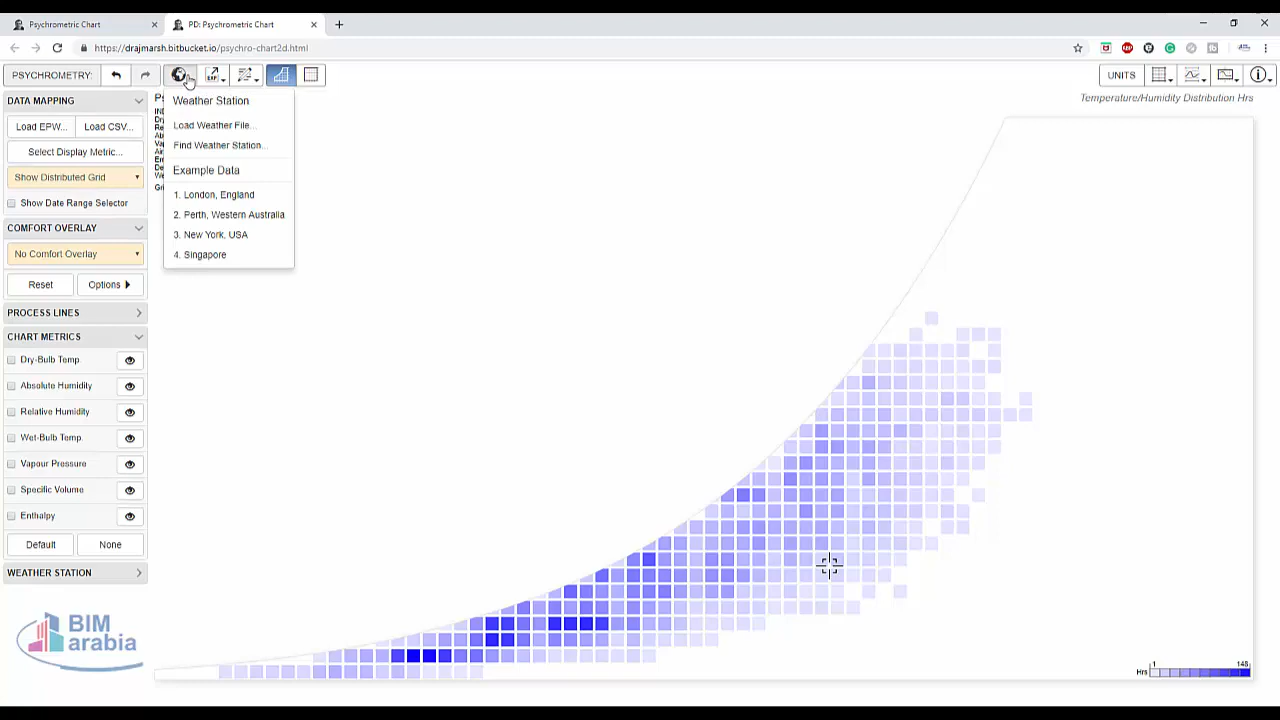 Psychrometric Chart
PD: Psychrometric Chart
https://drajmarsh.bitbucket.io/psychro-chart2d.html
PSYCHROMETRY:
UNITS
DATA MAPPING
Load EPW...
Load CSV...
Select Display Metric...
Show Distributed Grid
Show Date Range Selector
COMFORT OVERLAY
No Comfort Overlay
Reset
Options
PROCESS LINES
CHART METRICS
Dry-Bulb Temp.
Absolute Humidity
Relative Humidity
Wet-Bulb Temp.
Vapour Pressure
Specific Volume
Enthalpy
Default
None
WEATHER STATION
BIM
arabia
Weather Station
Load Weather File...
Find Weather Station...
Example Data
1. London, England
2. Perth, Western Australia
3. New York, USA
4. Singapore
Temperature/Humidity Distribution Hrs
1
148
Hrs